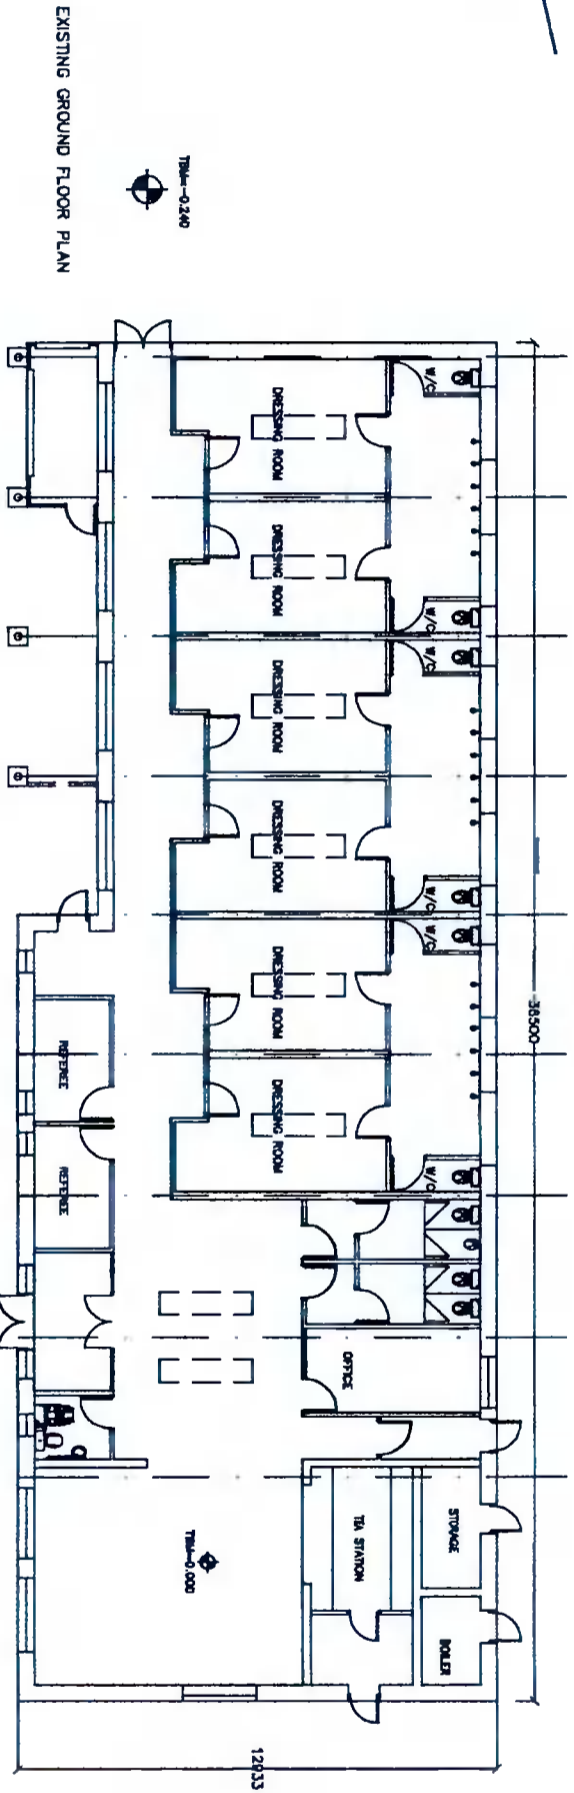 EXISTING GROUND FLOOR PLAN
TBM=-0.240
W/C
DRESSING ROOM
DRESSING ROOM
W/C
W/C
DRESSING ROOM
DRESSING ROOM
W/C
W/C
DRESSING ROOM
DRESSING ROOM
W/C
38500
REFEREE
REFEREE
OFFICE
STORAGE
TEA STATION
TBM=0.000
BOILER
12933